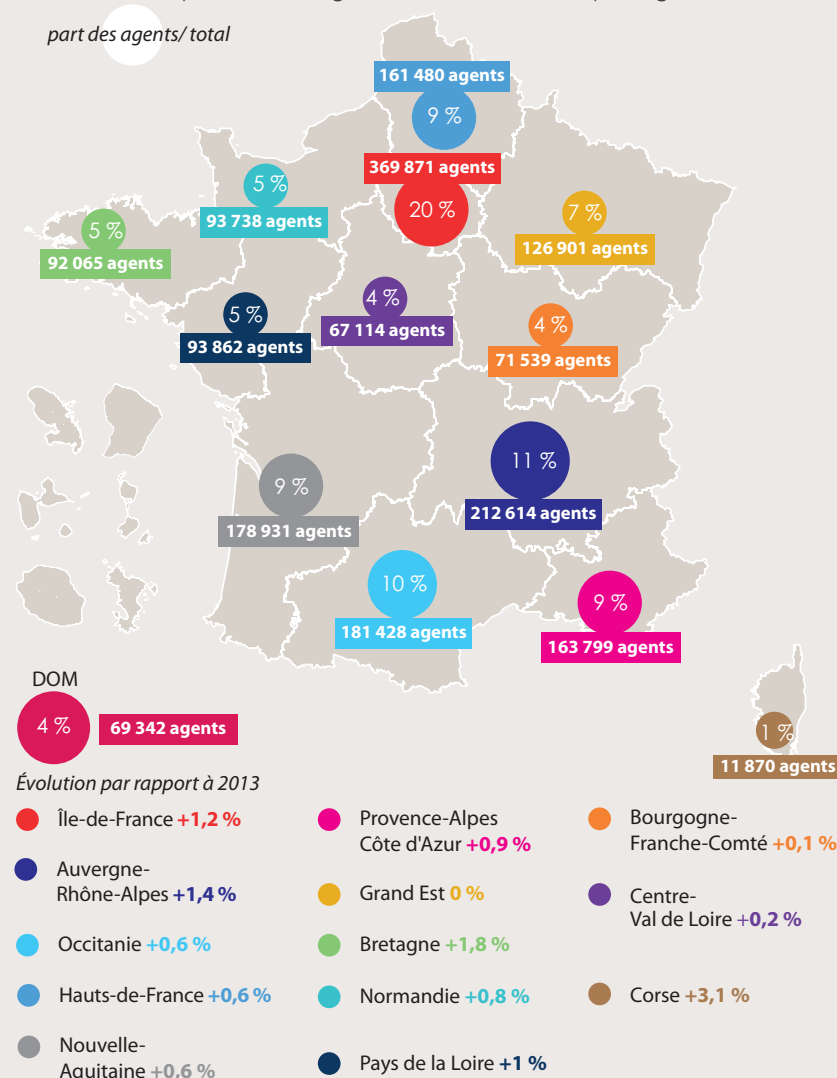 part des agents/ total
161 480 agents
9 %
369 871 agents
20 %
5 %
93 738 agents
7 %
126 901 agents
5 %
92 065 agents
4 %
67 114 agents
5 %
93 862 agents
4 %
71 539 agents
11 %
212 614 agents
9 %
178 931 agents
10 %
181 428 agents
9 %
163 799 agents
DOM
4 %
69 342 agents
1 %
11 870 agents
Évolution par rapport à 2013
Île-de-France +1,2 %
Auvergne-
Rhône-Alpes +1,4 %
Occitanie +0,6 %
Hauts-de-France +0,6 %
Nouvelle-
Aquitaine +0,6 %
Provence-Alpes
Côte d'Azur +0,9 %
Grand Est 0 %
Bretagne +1,8 %
Normandie +0,8 %
Pays de la Loire +1 %
Bourgogne-
Franche-Comté +0,1 %
Centre-
Val de Loire +0,2 %
Corse +3,1 %